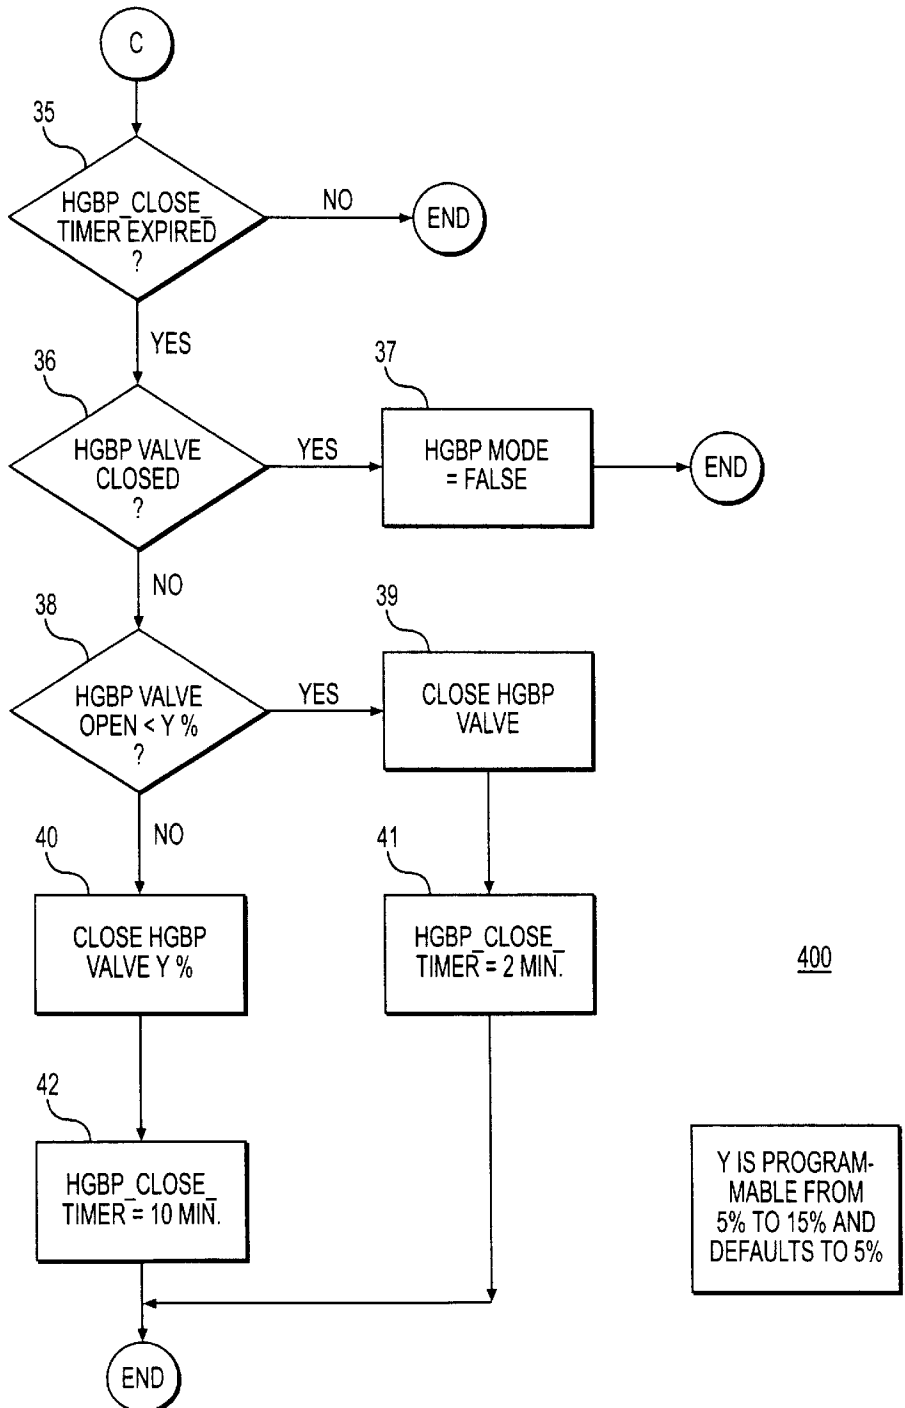 C
35
HGBP_CLOSE_
TIMER EXPIRED
?
NO
END
YES
36
HGBP VALVE
CLOSED
?
YES
37
HGBP MODE
= FALSE
END
NO
38
HGBP VALVE
OPEN < Y %
?
YES
39
CLOSE HGBP
VALVE
NO
40
CLOSE HGBP
VALVE Y %
41
HGBP_CLOSE_
TIMER = 2 MIN.
400
42
HGBP_CLOSE_
TIMER = 10 MIN.
Y IS PROGRAM-
MABLE FROM
5% TO 15% AND
DEFAULTS TO 5%
END